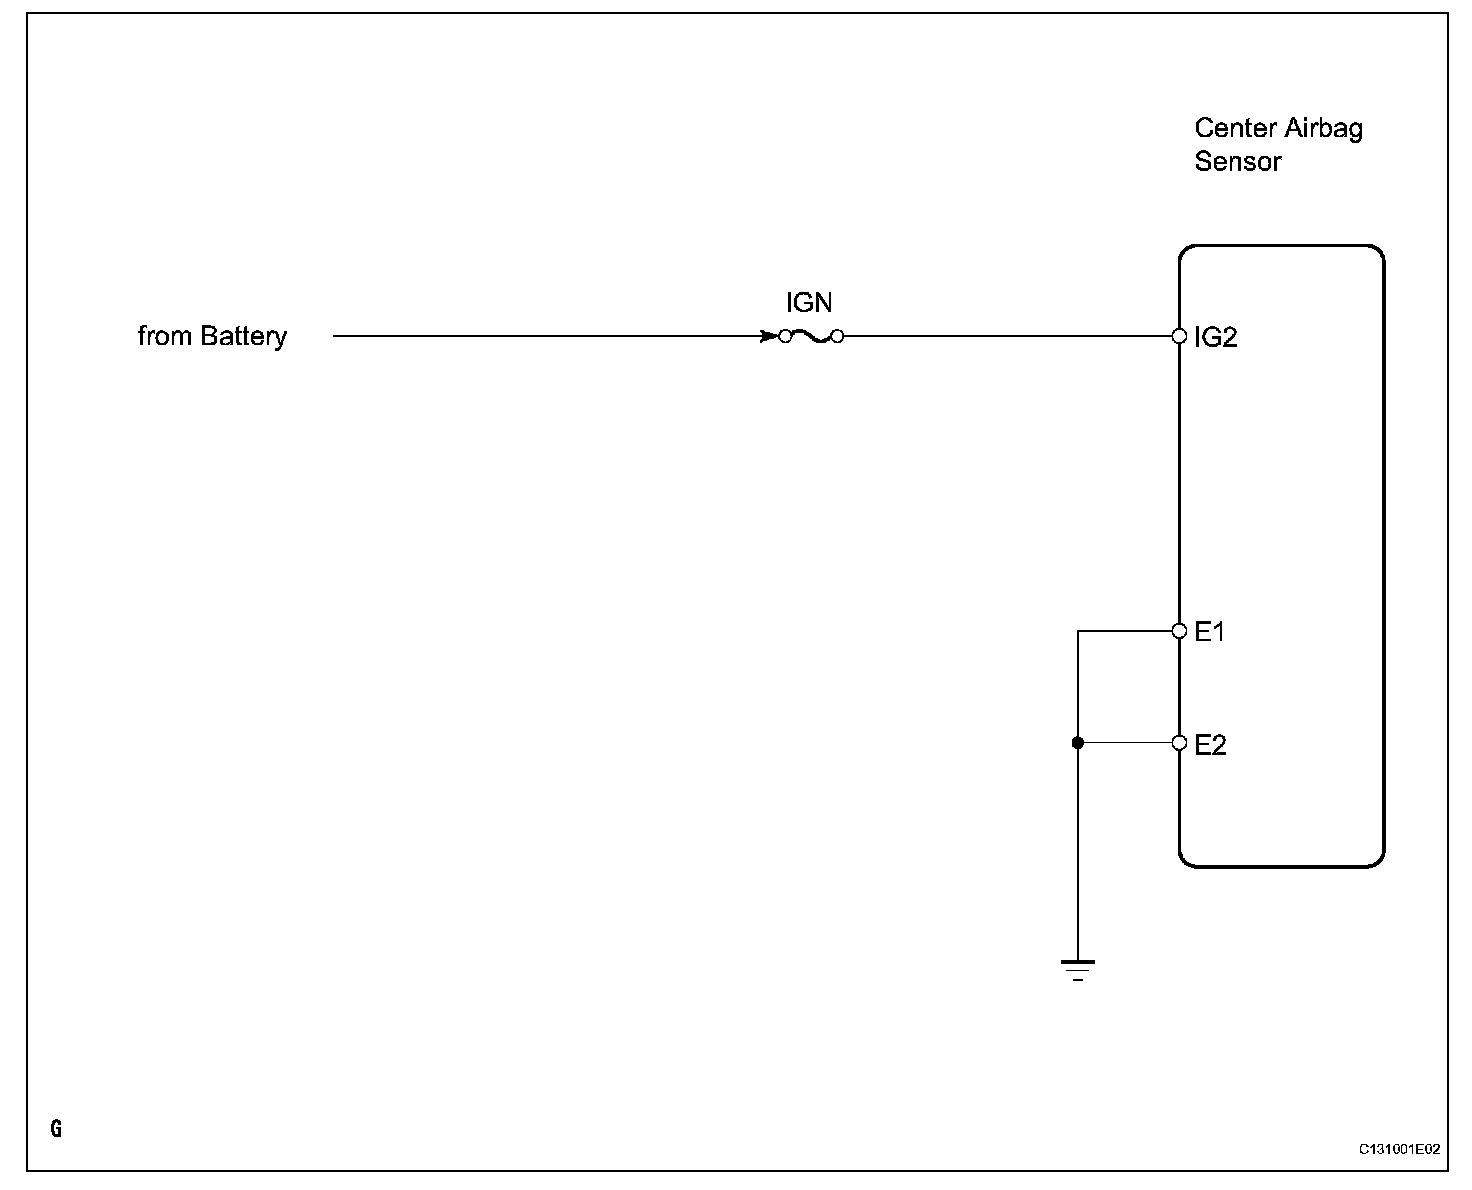 Center Airbag
Sensor
IGN
from Battery
IG2
E1
E2
G
C131001E02